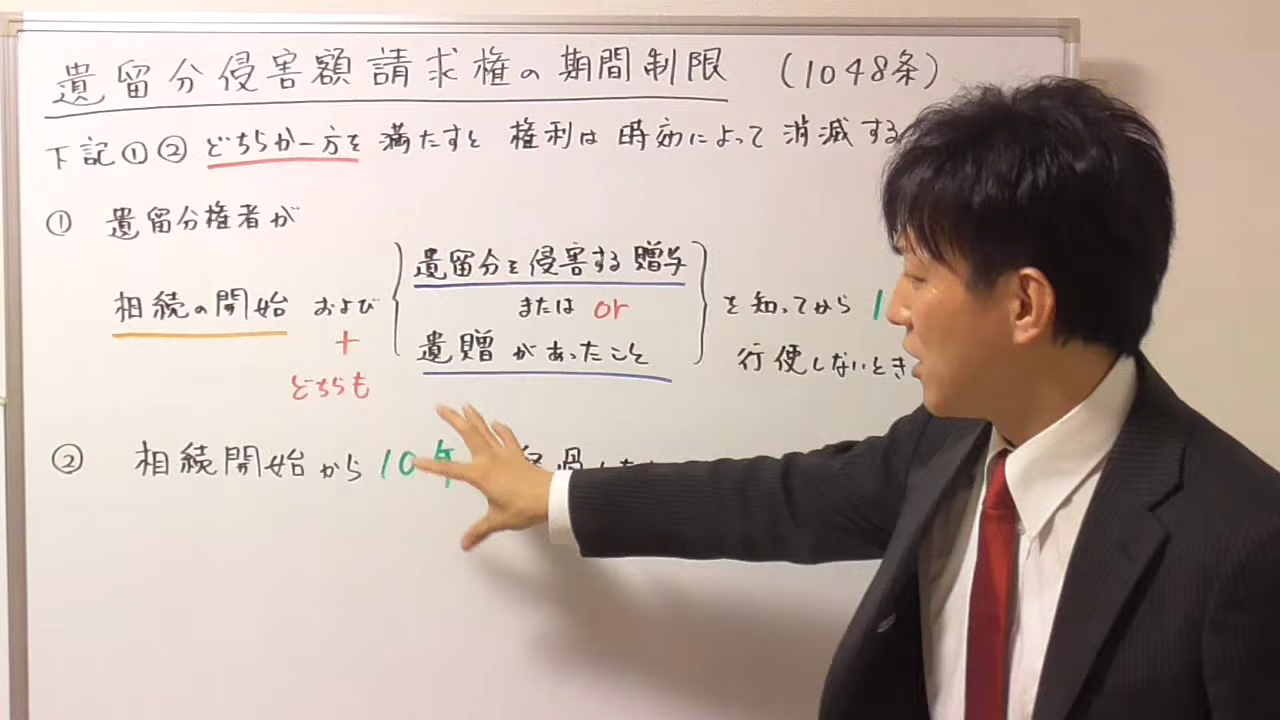 遺留分侵害額請求権の期間制限 (1048条)
下記①② どちらか一方を 満たすと 権利は 時効によって 消滅する
① 遺留分権者が
遺留分を侵害する贈与
相続の開始 および または or を知ってから 1
+ 遺贈があったこと 行使しないとき
どちらも
② 相続開始から 10年